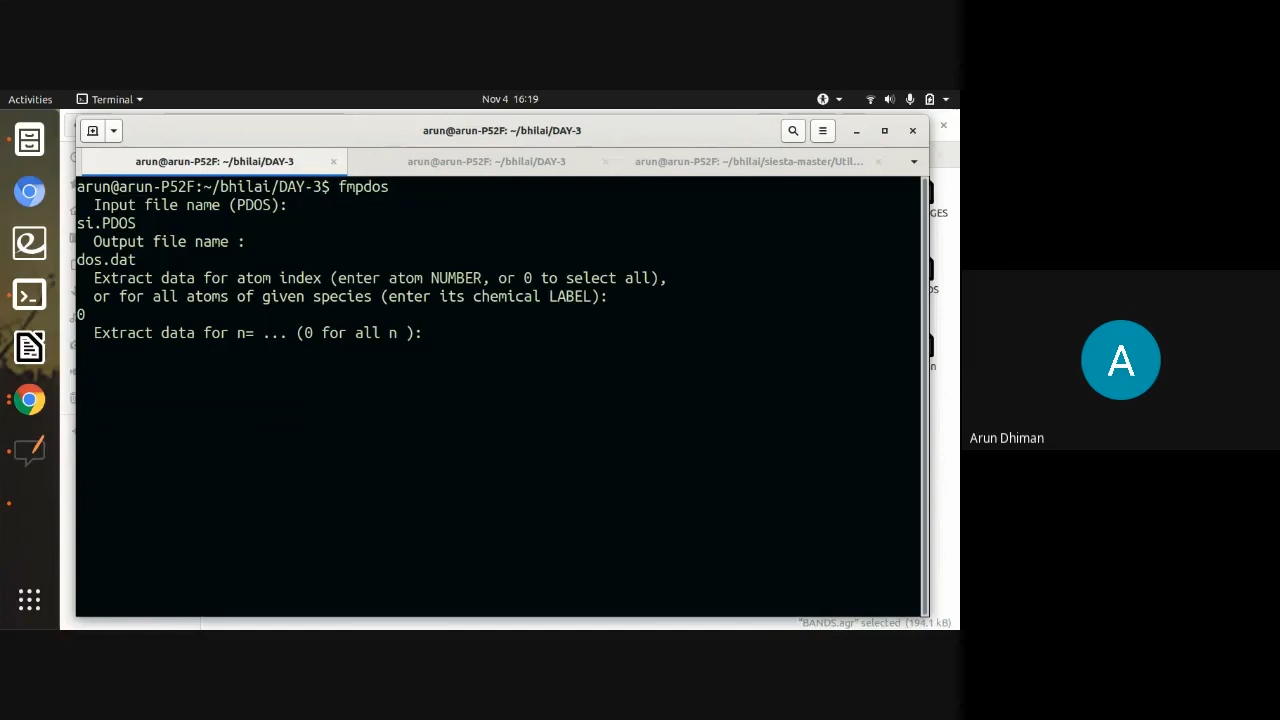 Activities
Terminal
Nov 4 16:19
arun@arun-P52F: ~/bhilai/DAY-3
arun@arun-P52F: ~/bhilai/DAY-3
arun@arun-P52F: ~/bhilai/DAY-3
arun@arun-P52F: ~/bhilai/siesta-master/Util...
arun@arun-P52F:~/bhilai/DAY-3$ fmpdos
Input file name (PDOS):
si.PDOS
Output file name :
dos.dat
Extract data for atom index (enter atom NUMBER, or 0 to select all),
or for all atoms of given species (enter its chemical LABEL):
0
Extract data for n= ... (0 for all n ):
GES
"BANDS.agr" selected (194.1 kB)
A
Arun Dhiman